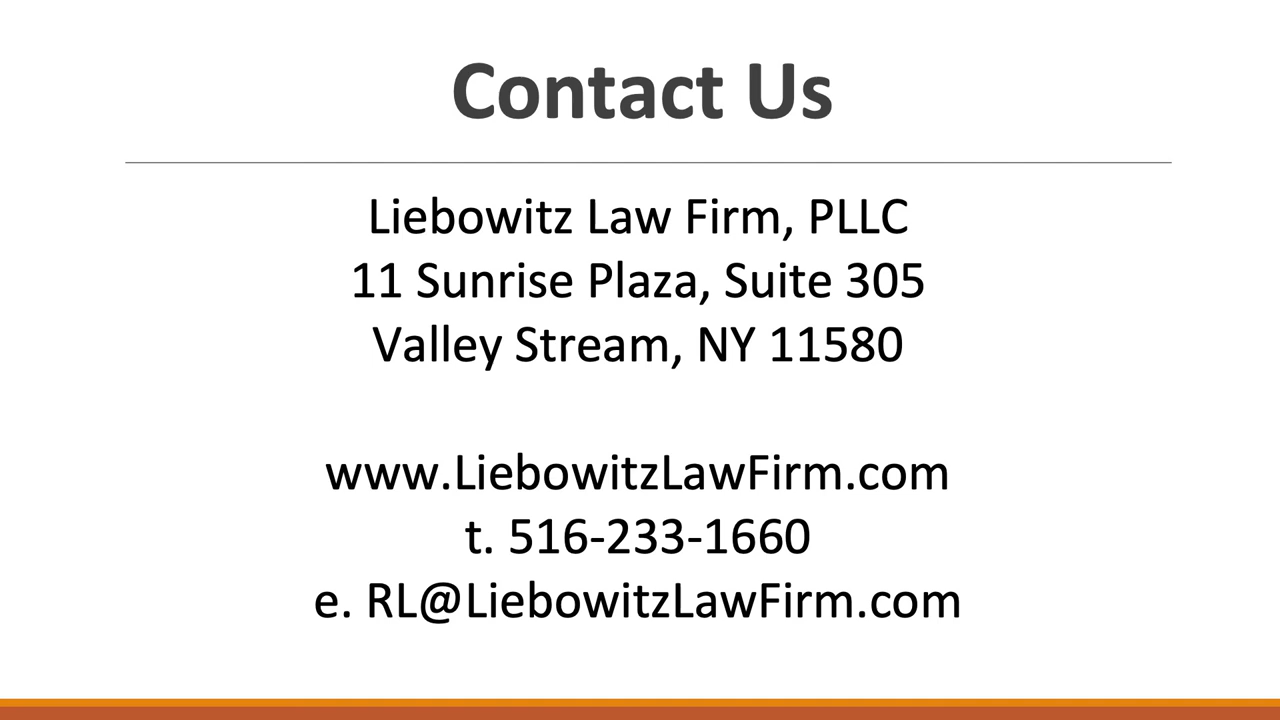 Contact Us
Liebowitz Law Firm, PLLC
11 Sunrise Plaza, Suite 305
Valley Stream, NY 11580
www.LiebowitzLawFirm.com
t. 516-233-1660
e. RL@LiebowitzLawFirm.com